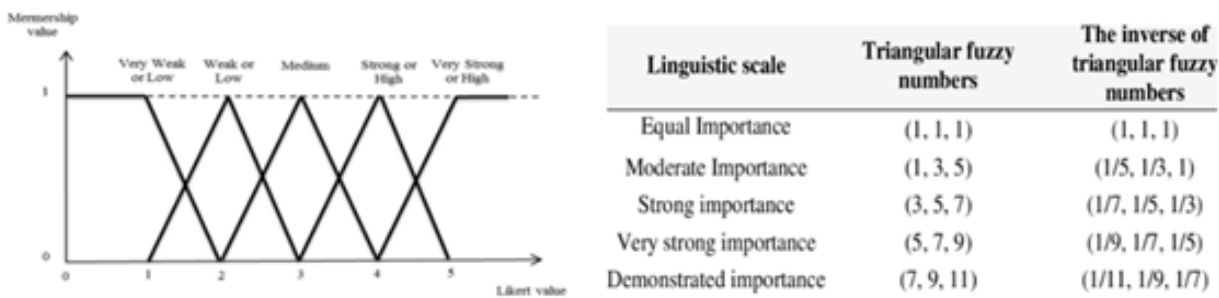 Mermership
value
Very Weak
or Low
Weak or
Low
Medium
Strong or
High
Very Strong
or High
1
0
0 1 2 3 4 5
Likert value
Linguistic scale Triangular fuzzy numbers The inverse of triangular fuzzy numbers
Equal Importance (1, 1, 1) (1, 1, 1)
Moderate Importance (1, 3, 5) (1/5, 1/3, 1)
Strong importance (3, 5, 7) (1/7, 1/5, 1/3)
Very strong importance (5, 7, 9) (1/9, 1/7, 1/5)
Demonstrated importance (7, 9, 11) (1/11, 1/9, 1/7)